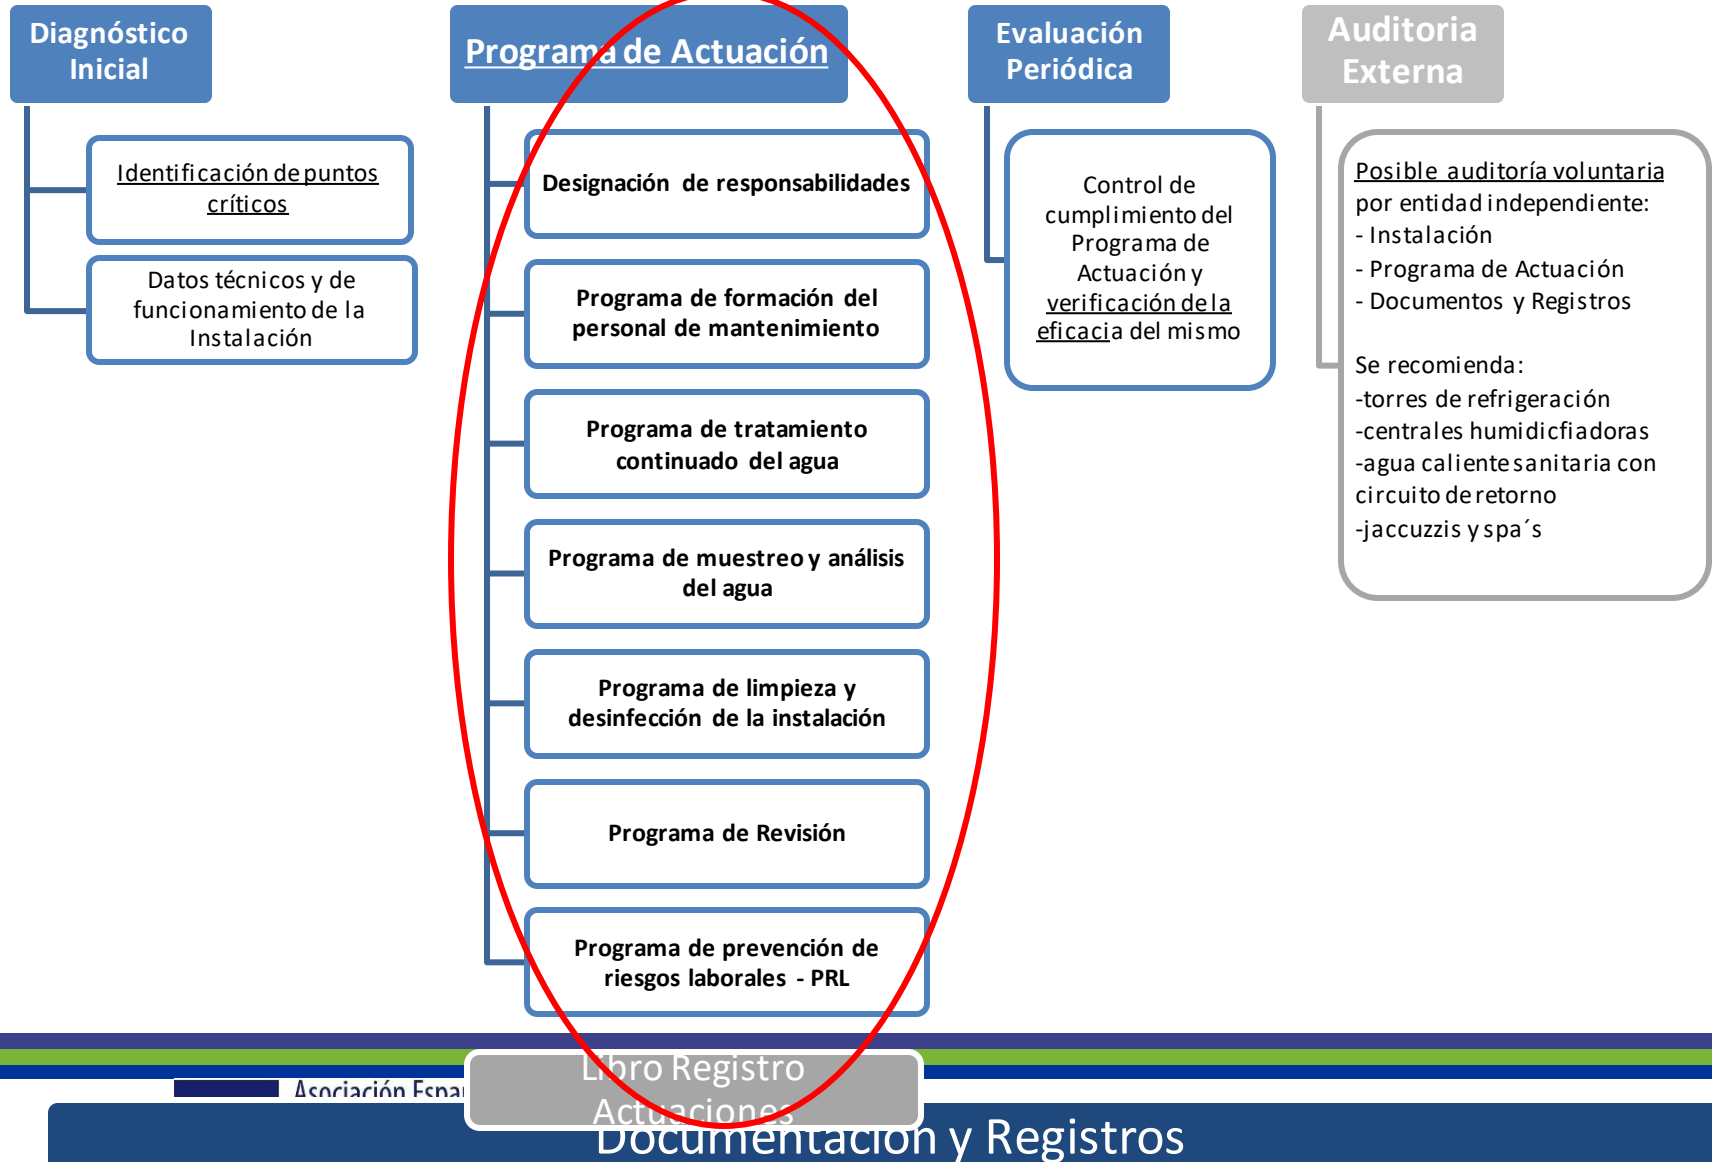 Diagnóstico
Inicial
Identificación de puntos
críticos
Datos técnicos y de
funcionamiento de la
Instalación
Programa de Actuación
Designación de responsabilidades
Programa de formación del
personal de mantenimiento
Programa de tratamiento
continuado del agua
Programa de muestreo y análisis
del agua
Programa de limpieza y
desinfección de la instalación
Programa de Revisión
Programa de prevención de
riesgos laborales - PRL
Evaluación
Periódica
Control de
cumplimiento del
Programa de
Actuación y
verificación de la
eficacia del mismo
Auditoria
Externa
Posible auditoría voluntaria
por entidad independiente:
- Instalación
- Programa de Actuación
- Documentos y Registros
Se recomienda:
-torres de refrigeración
-centrales humidicfiadoras
-agua caliente sanitaria con
circuito de retorno
-jaccuzzis y spa´s
Libro Registro
Actuaciones
Asociación
Documentación y Registros